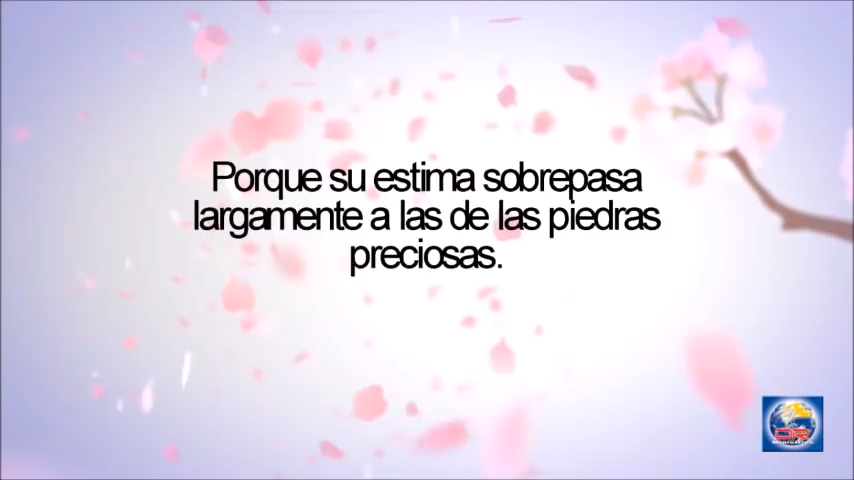 Porque su estima sobrepasa
largamente a las de las piedras
preciosas.